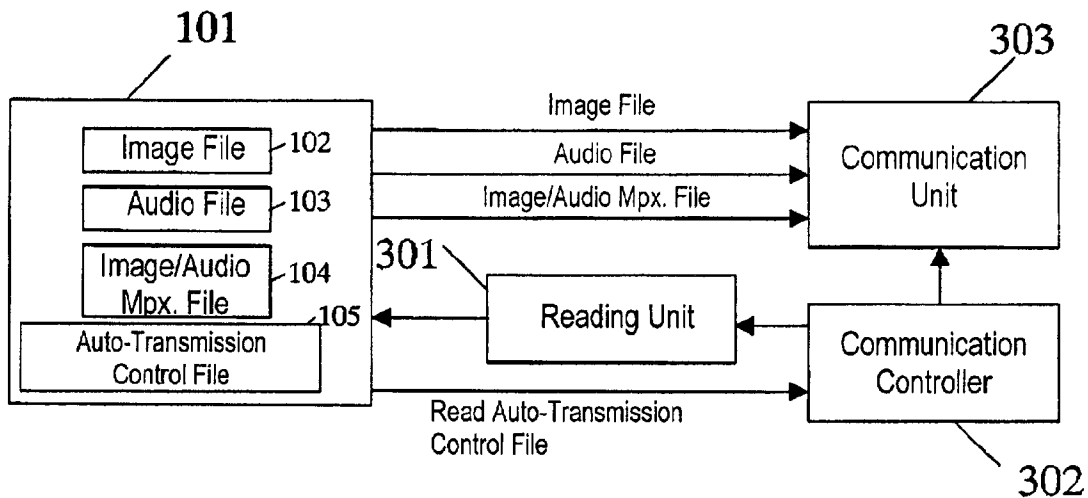 101
303
Image File
102
Audio File
103
Image/Audio
Mpx. File
104
105
Auto-Transmission
Control File
Image File
Audio File
Image/Audio Mpx. File
Communication
Unit
301
Reading Unit
Communication
Controller
Read Auto-Transmission
Control File
302